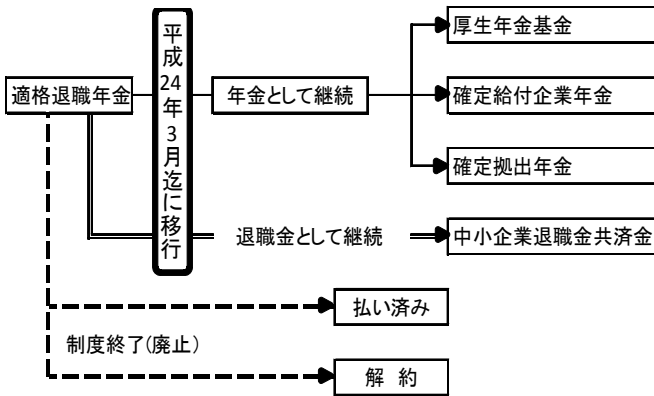 適格退職年金
平成24年3月迄に移行
年金として継続
厚生年金基金
確定給付企業年金
確定拠出年金
退職金として継続
中小企業退職金共済金
払い済み
制度終了(廃止)
解 約